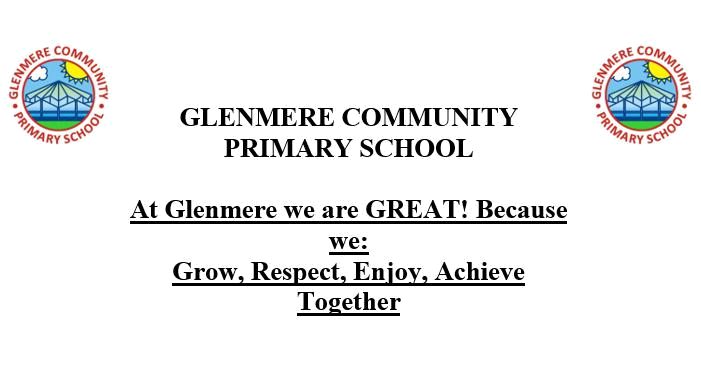 GLENMERE COMMUNITY
PRIMARY SCHOOL
GLENMERE COMMUNITY
PRIMARY SCHOOL
GLENMERE COMMUNITY
PRIMARY SCHOOL
At Glenmere we are GREAT! Because
we:
Grow, Respect, Enjoy, Achieve
Together